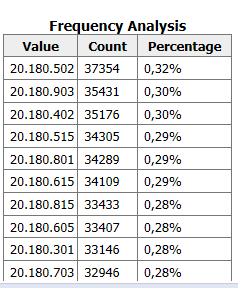 Frequency Analysis
Value Count Percentage
20.180.502 37354 0,32%
20.180.903 35431 0,30%
20.180.402 35176 0,30%
20.180.515 34305 0,29%
20.180.801 34289 0,29%
20.180.615 34109 0,29%
20.180.815 33433 0,28%
20.180.605 33407 0,28%
20.180.301 33146 0,28%
20.180.703 32946 0,28%